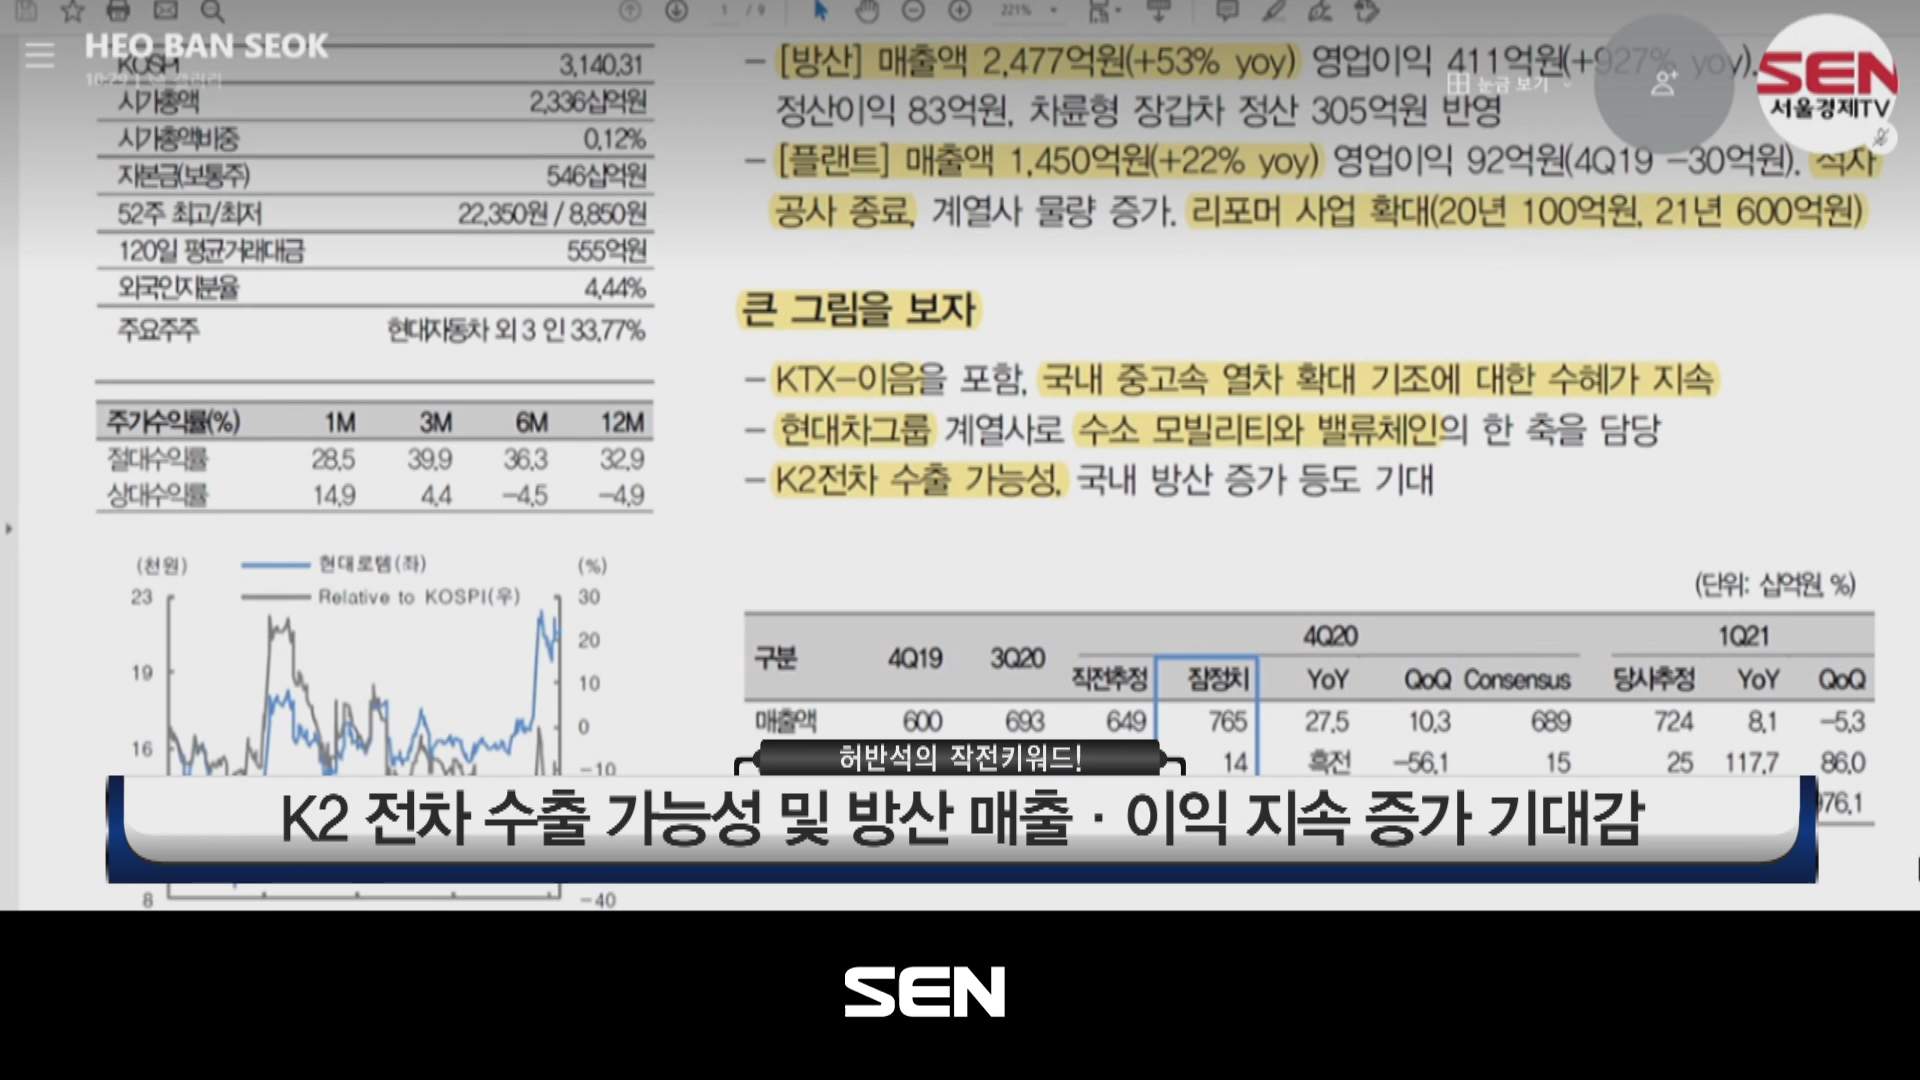 1 / 9
221%
HEO BAN SEOK
눈금 보기
SEN
서울경제TV
KOSPI 3,140.31
시가총액 2,336십억원
시가총액비중 0.12%
자본금(보통주) 546십억원
52주 최고/최저 22,350원 / 8,850원
120일 평균거래대금 555억원
외국인지분율 4.44%
주요주주 현대자동차 외 3 인 33.77%
주가수익률(%) 1M 3M 6M 12M
절대수익률 28.5 39.9 36.3 32.9
상대수익률 14.9 4.4 -4.5 -4.9
(천원) 현대로템(좌) (%)
Relative to KOSPI(우)
23 30
20
19 10
0
16
-10
8 -40
- [방산] 매출액 2,477억원(+53% yoy) 영업이익 411억원(+927% yoy).
정산이익 83억원, 차륜형 장갑차 정산 305억원 반영
- [플랜트] 매출액 1,450억원(+22% yoy) 영업이익 92억원(4Q19 -30억원). 적자
공사 종료, 계열사 물량 증가. 리포머 사업 확대(20년 100억원, 21년 600억원)
큰 그림을 보자
- KTX-이음을 포함, 국내 중고속 열차 확대 기조에 대한 수혜가 지속
- 현대차그룹 계열사로 수소 모빌리티와 밸류체인의 한 축을 담당
- K2전차 수출 가능성, 국내 방산 증가 등도 기대
(단위: 십억원, %)
구분 4Q19 3Q20 4Q20 1Q21
직전추정 잠정치 YoY QoQ Consensus 당사추정 YoY QoQ
매출액 600 693 649 765 27.5 10.3 689 724 8.1 -5.3
14 흑전 -56.1 15 25 117.7 86.0
976.1
허반석의 작전키워드!
K2 전차 수출 가능성 및 방산 매출 · 이익 지속 증가 기대감
SEN